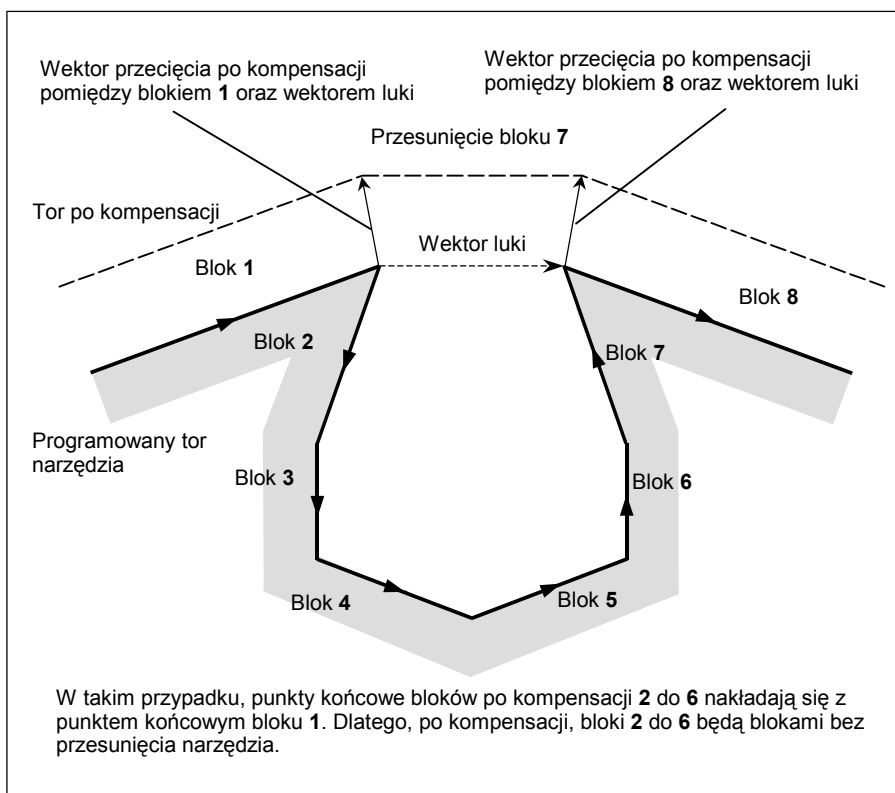 Wektor przecięcia po kompensacji
pomiędzy blokiem 1 oraz wektorem luki
Wektor przecięcia po kompensacji
pomiędzy blokiem 8 oraz wektorem luki
Przesunięcie bloku 7
Tor po kompensacji
Wektor luki
Blok 1
Blok 8
Blok 2
Blok 7
Programowany tor
narzędzia
Blok 3
Blok 6
Blok 4
Blok 5
W takim przypadku, punkty końcowe bloków po kompensacji 2 do 6 nakładają się z
punktem końcowym bloku 1. Dlatego, po kompensacji, bloki 2 do 6 będą blokami bez
przesunięcia narzędzia.